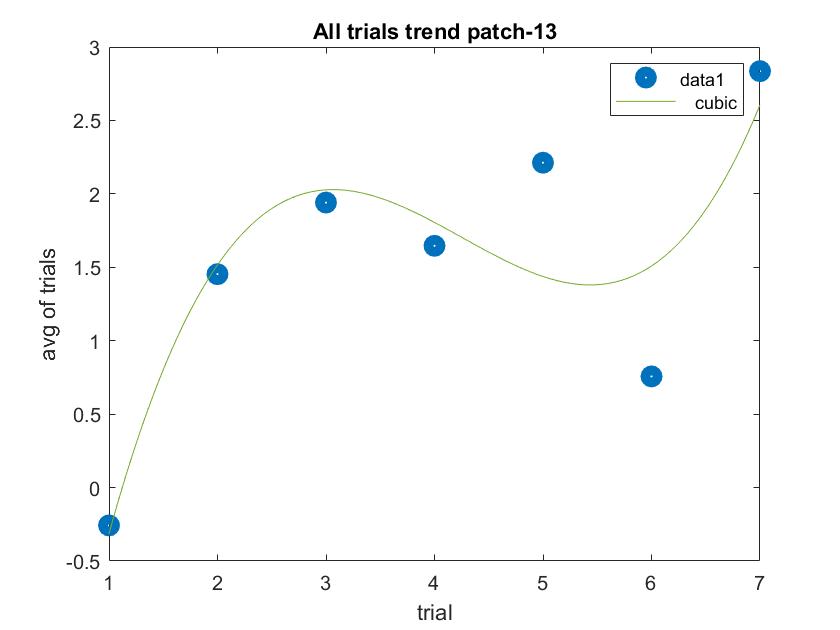 All trials trend patch-13
3
2.5
2
1.5
1
0.5
0
-0.5
avg of trials
data1
cubic
1 2 3 4 5 6 7
trial